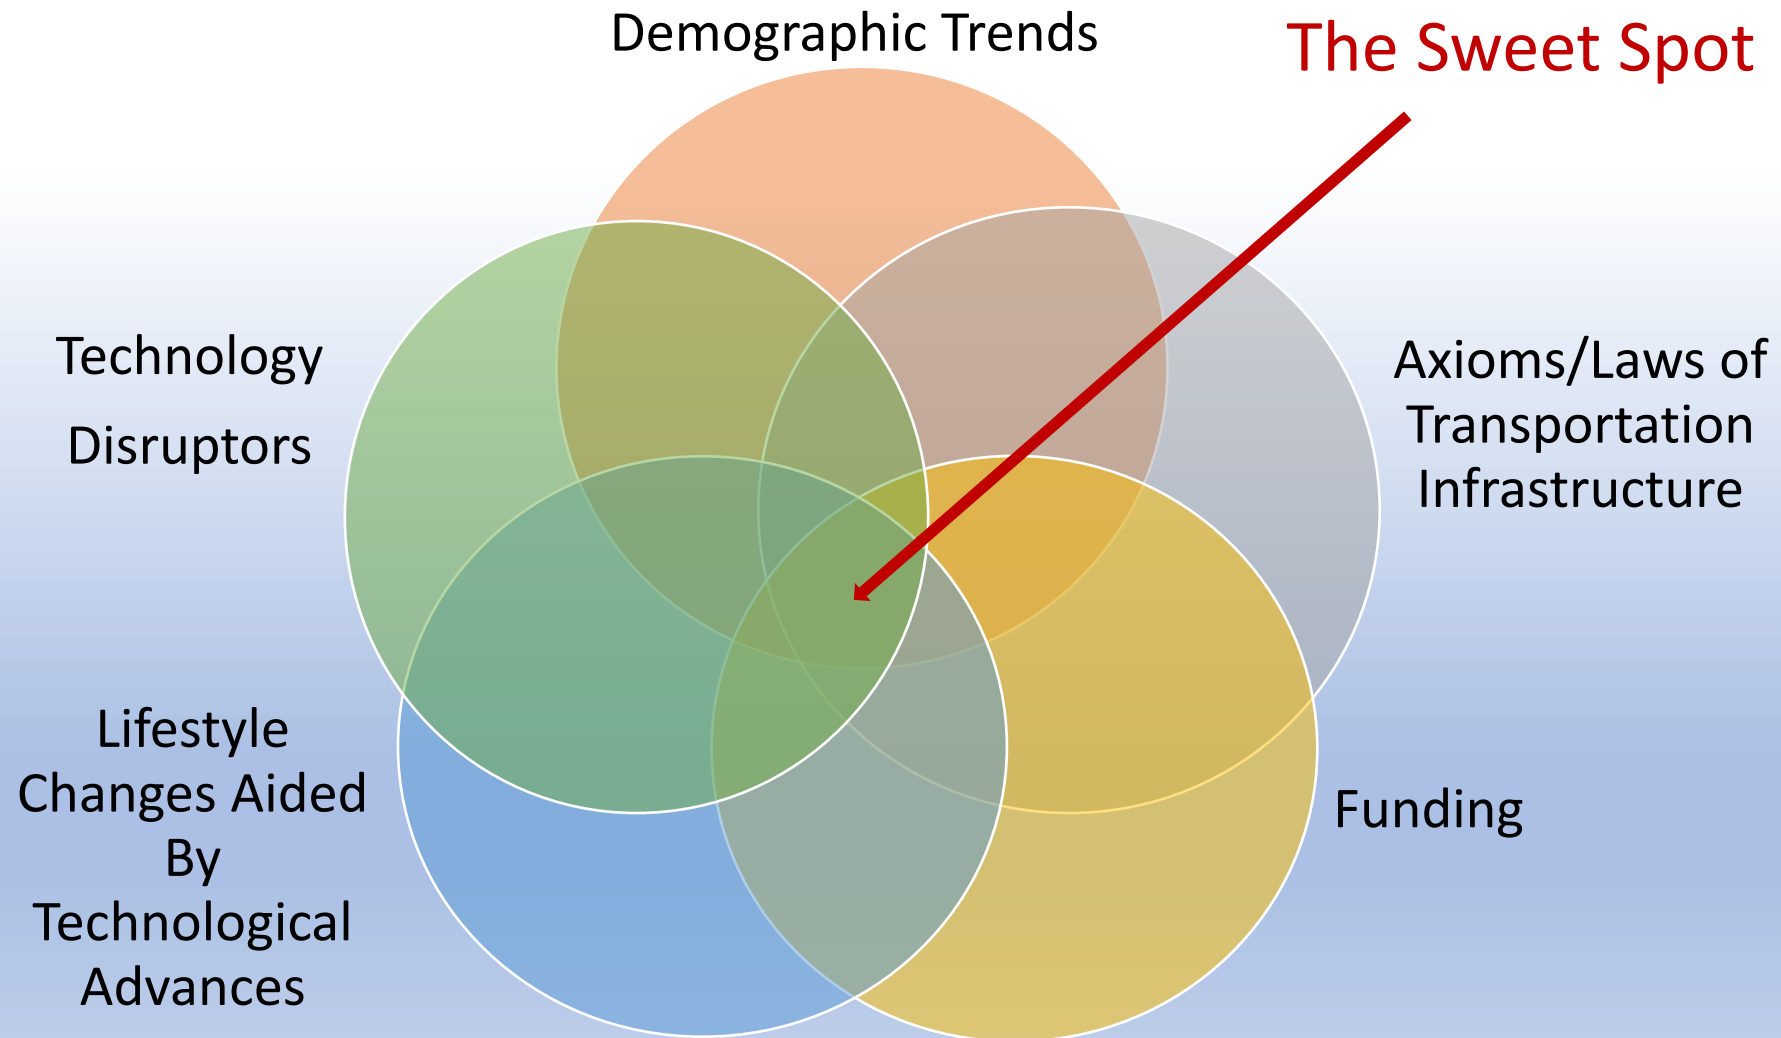 Demographic Trends
The Sweet Spot
Technology
Disruptors
Axioms/Laws of
Transportation
Infrastructure
Lifestyle
Changes Aided
By
Technological
Advances
Funding